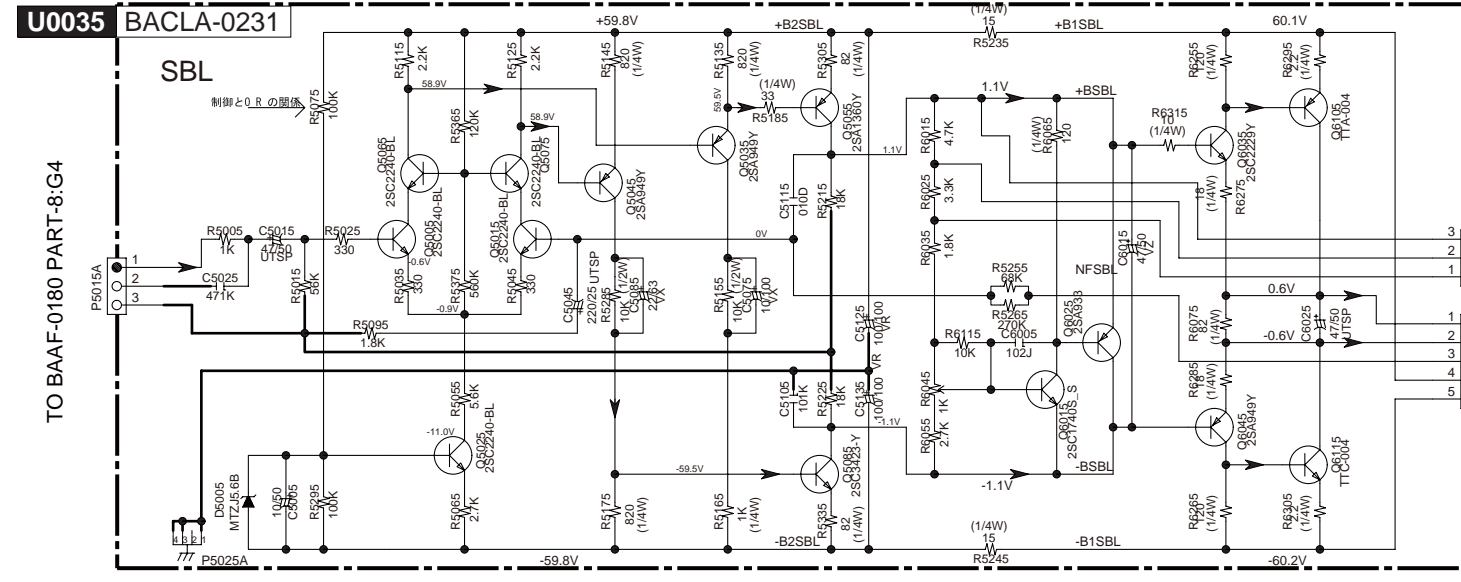 U0035 BACLA-0231
SBL
制御とO R の関係
TO BAAF-0180 PART-8:G4
+59.8V
+B2SBL
(1/4W)
15
R5235
+B1SBL
60.1V
R5075
100K
R5115
2.2K
R5125
2.2K
R5145
820
(1/4W)
R5135
820
(1/4W)
R5305
82
(1/4W)
R6255
120
(1/4W)
R6295
2.2
(1/4W)
58.9V
58.9V
59.5V
(1/4W)
33
R5185
Q5055
2SA1360Y
1.1V
+BSBL
R5365
120K
Q5065
2SC2240-BL
Q5075
2SC2240-BL
Q5045
2SA949Y
Q5035
2SA949Y
1.1V
R6015
4.7K
(1/4W)
R6065
120
R6315
10
(1/4W)
Q6035
2SC2229Y
Q6105
TTA-004
R6025
3.3K
18
(1/4W)
R6275
C5115
010D
R5215
18K
P5015A
1
2
3
R5005
1K
C5015
47/50
UTSP
R5025
330
C5025
471K
R5015
56K
Q5005
2SC2240-BL
Q5015
2SC2240-BL
-0.6V
0V
R5035
330
R5375
560K
R5045
330
-0.9V
C5045
220/25 UTSP
R5285
10K (1/2W)
C5085
22/63
VX
R5155
10K (1/2W)
C5075
10/100
VX
C5125
100/100
VR
R6035
1.8K
R5255
68K
R5265
270K
NFSBL
C6015
47/50
VZ
3
2
1
0.6V
-0.6V
R6075
82
(1/4W)
C6025
47/50
UTSP
1
2
3
4
5
R5095
1.8K
R6115
10K
C6005
102J
Q6025
2SA933
R5055
5.6K
C5105
101K
R5225
18K
VR
C5135
100/100
R6045
1K
R6055
2.7K
Q6015
2SC1740S_S
R6285
18
(1/4W)
Q6045
2SA949Y
Q6115
TTC-004
-11.0V
Q5025
2SC2240-BL
-1.1V
-59.5V
Q5085
2SC3423-Y
-1.1V
-BSBL
D5005
MTZJ5.6B
10/50
C5005
R5295
100K
R5065
2.7K
R5175
820
(1/4W)
R5165
1K
(1/4W)
R5335
82
(1/4W)
R6265
120
(1/4W)
R6305
2.2
(1/4W)
4 3 2 1
P5025A
-59.8V
-B2SBL
(1/4W)
15
R5245
-B1SBL
-60.2V